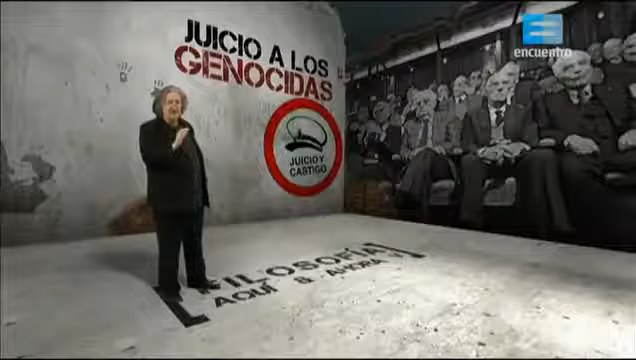 JUICIO A LOS
GENOCIDAS
JUICIO Y
CASTIGO
encuentro
FILOSOFÍA
AQUÍ & AHORA